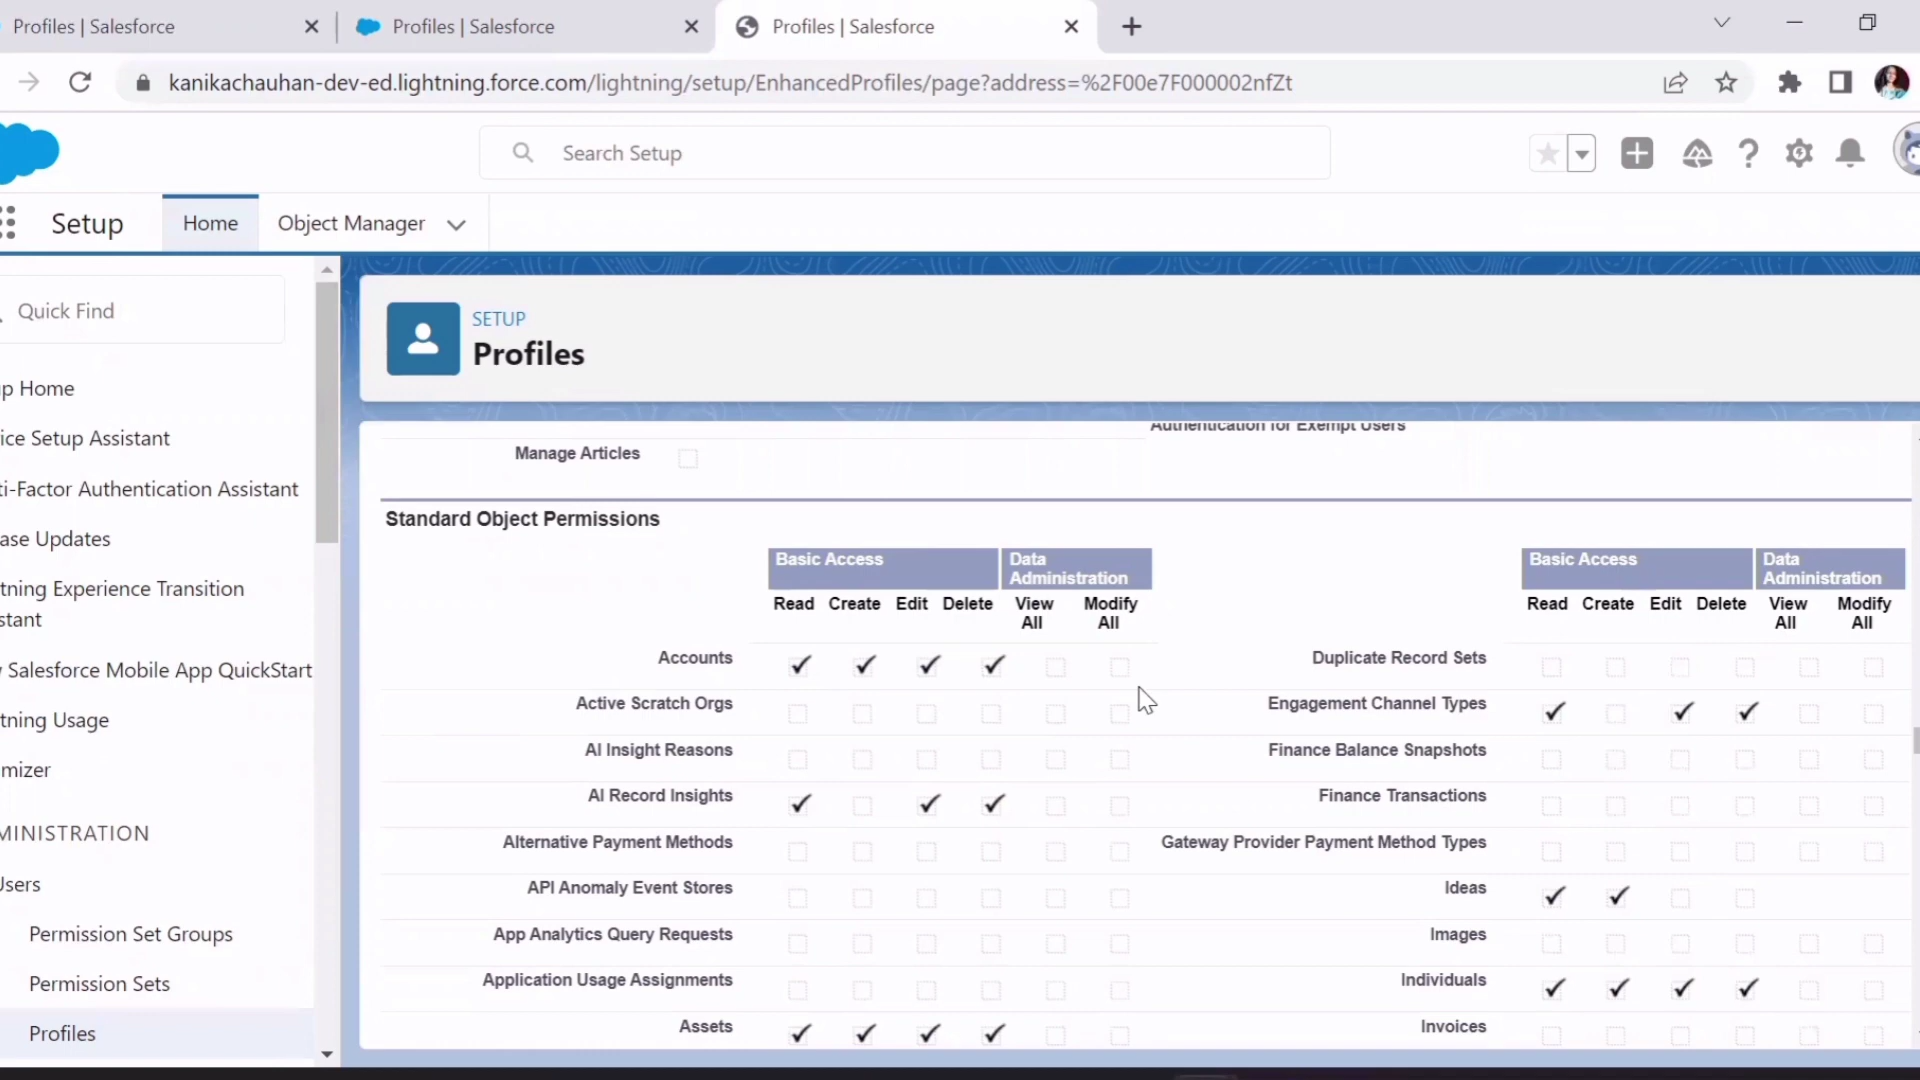 Profiles | Salesforce
Profiles | Salesforce
Profiles | Salesforce
kanikachauhan-dev-ed.lightning.force.com/lightning/setup/EnhancedProfiles/page?address=%2F00e7F000002nfZt
Search Setup
Setup
Home
Object Manager
Quick Find
p Home
ice Setup Assistant
ti-Factor Authentication Assistant
ase Updates
tning Experience Transition
stant
Salesforce Mobile App QuickStart
tning Usage
mizer
MINISTRATION
Users
Permission Set Groups
Permission Sets
Profiles
SETUP
Profiles
Authentication for Exempt Users
Manage Articles
Standard Object Permissions
Basic Access Data Administration
Read Create Edit Delete View All Modify All
Accounts
Active Scratch Orgs
AI Insight Reasons
AI Record Insights
Alternative Payment Methods
API Anomaly Event Stores
App Analytics Query Requests
Application Usage Assignments
Assets
Basic Access Data Administration
Read Create Edit Delete View All Modify All
Duplicate Record Sets
Engagement Channel Types
Finance Balance Snapshots
Finance Transactions
Gateway Provider Payment Method Types
Ideas
Images
Individuals
Invoices